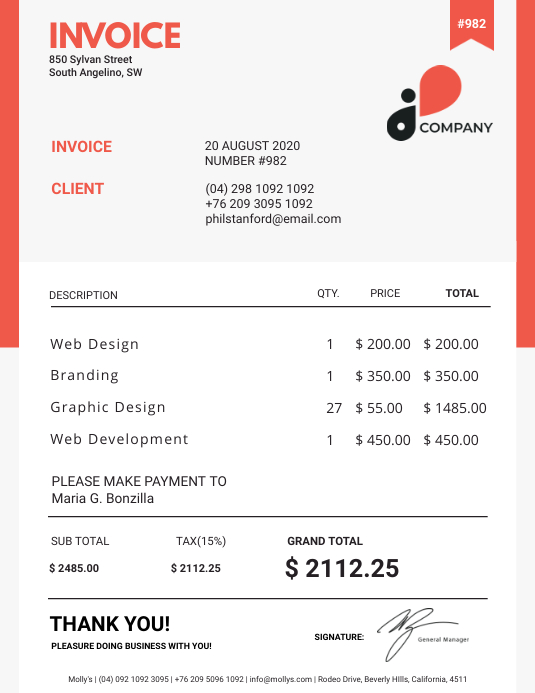 #982
INVOICE
850 Sylvan Street
South Angelino, SW
COMPANY
INVOICE 20 AUGUST 2020
NUMBER #982
CLIENT (04) 298 1092 1092
+76 209 3095 1092
philstanford@email.com
DESCRIPTION QTY. PRICE TOTAL
Web Design 1 $ 200.00 $ 200.00
Branding 1 $ 350.00 $ 350.00
Graphic Design 27 $ 55.00 $ 1485.00
Web Development 1 $ 450.00 $ 450.00
PLEASE MAKE PAYMENT TO
Maria G. Bonzilla
SUB TOTAL TAX(15%) GRAND TOTAL
$ 2485.00 $ 2112.25 $ 2112.25
THANK YOU!
PLEASURE DOING BUSINESS WITH YOU!
SIGNATURE: General Manager
Molly's | (04) 092 1092 3095 | +76 209 5096 1092 | info@mollys.com | Rodeo Drive, Beverly HIlls, California, 4511